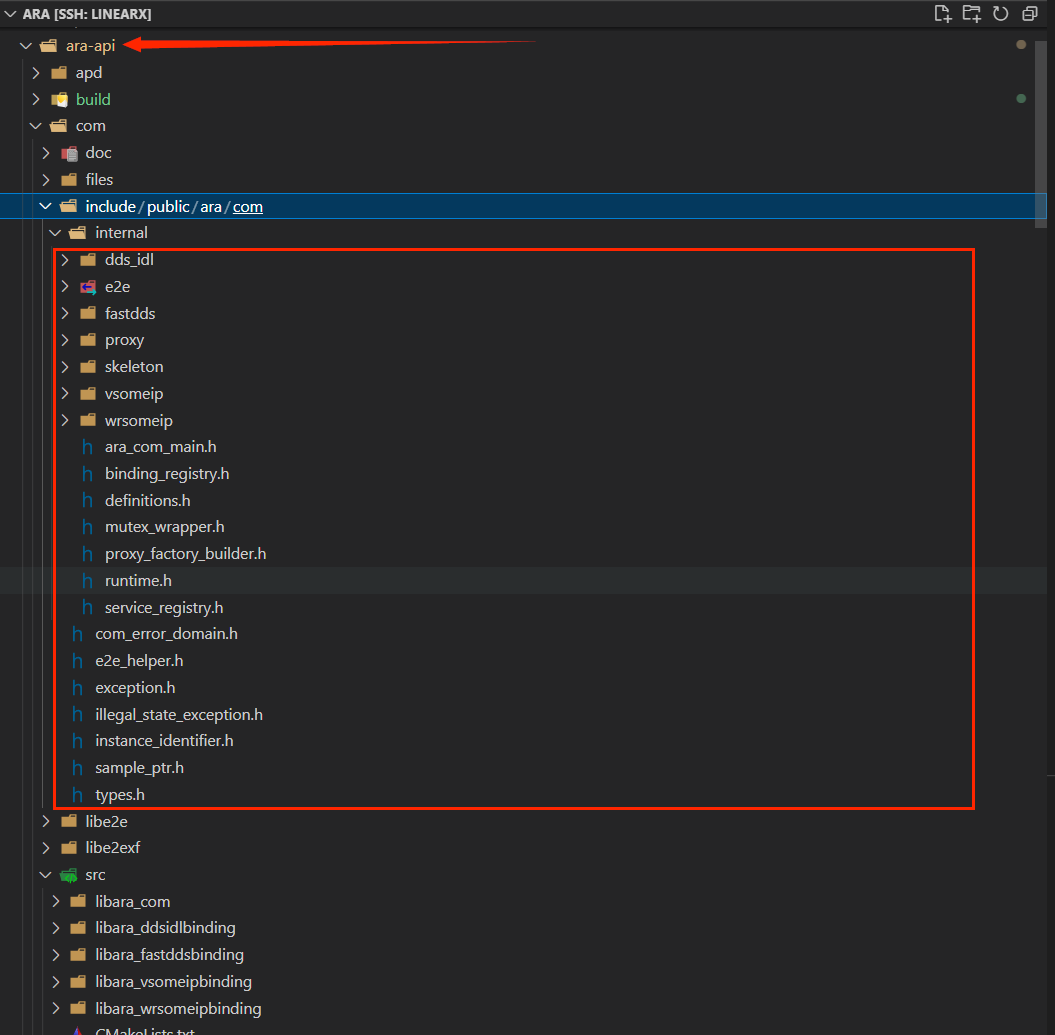 ARA [SSH: LINEARX]
ara-api
apd
build
com
doc
files
include/public/ara/com
internal
dds_idl
e2e
fastdds
proxy
skeleton
vsomeip
wrsomeip
h ara_com_main.h
h binding_registry.h
h definitions.h
h mutex_wrapper.h
h proxy_factory_builder.h
h runtime.h
h service_registry.h
h com_error_domain.h
h e2e_helper.h
h exception.h
h illegal_state_exception.h
h instance_identifier.h
h sample_ptr.h
h types.h
libe2e
libe2exf
src
libara_com
libara_ddsidlbinding
libara_fastddsbinding
libara_vsomeipbinding
libara_wrsomeipbinding
CMakeLists.txt